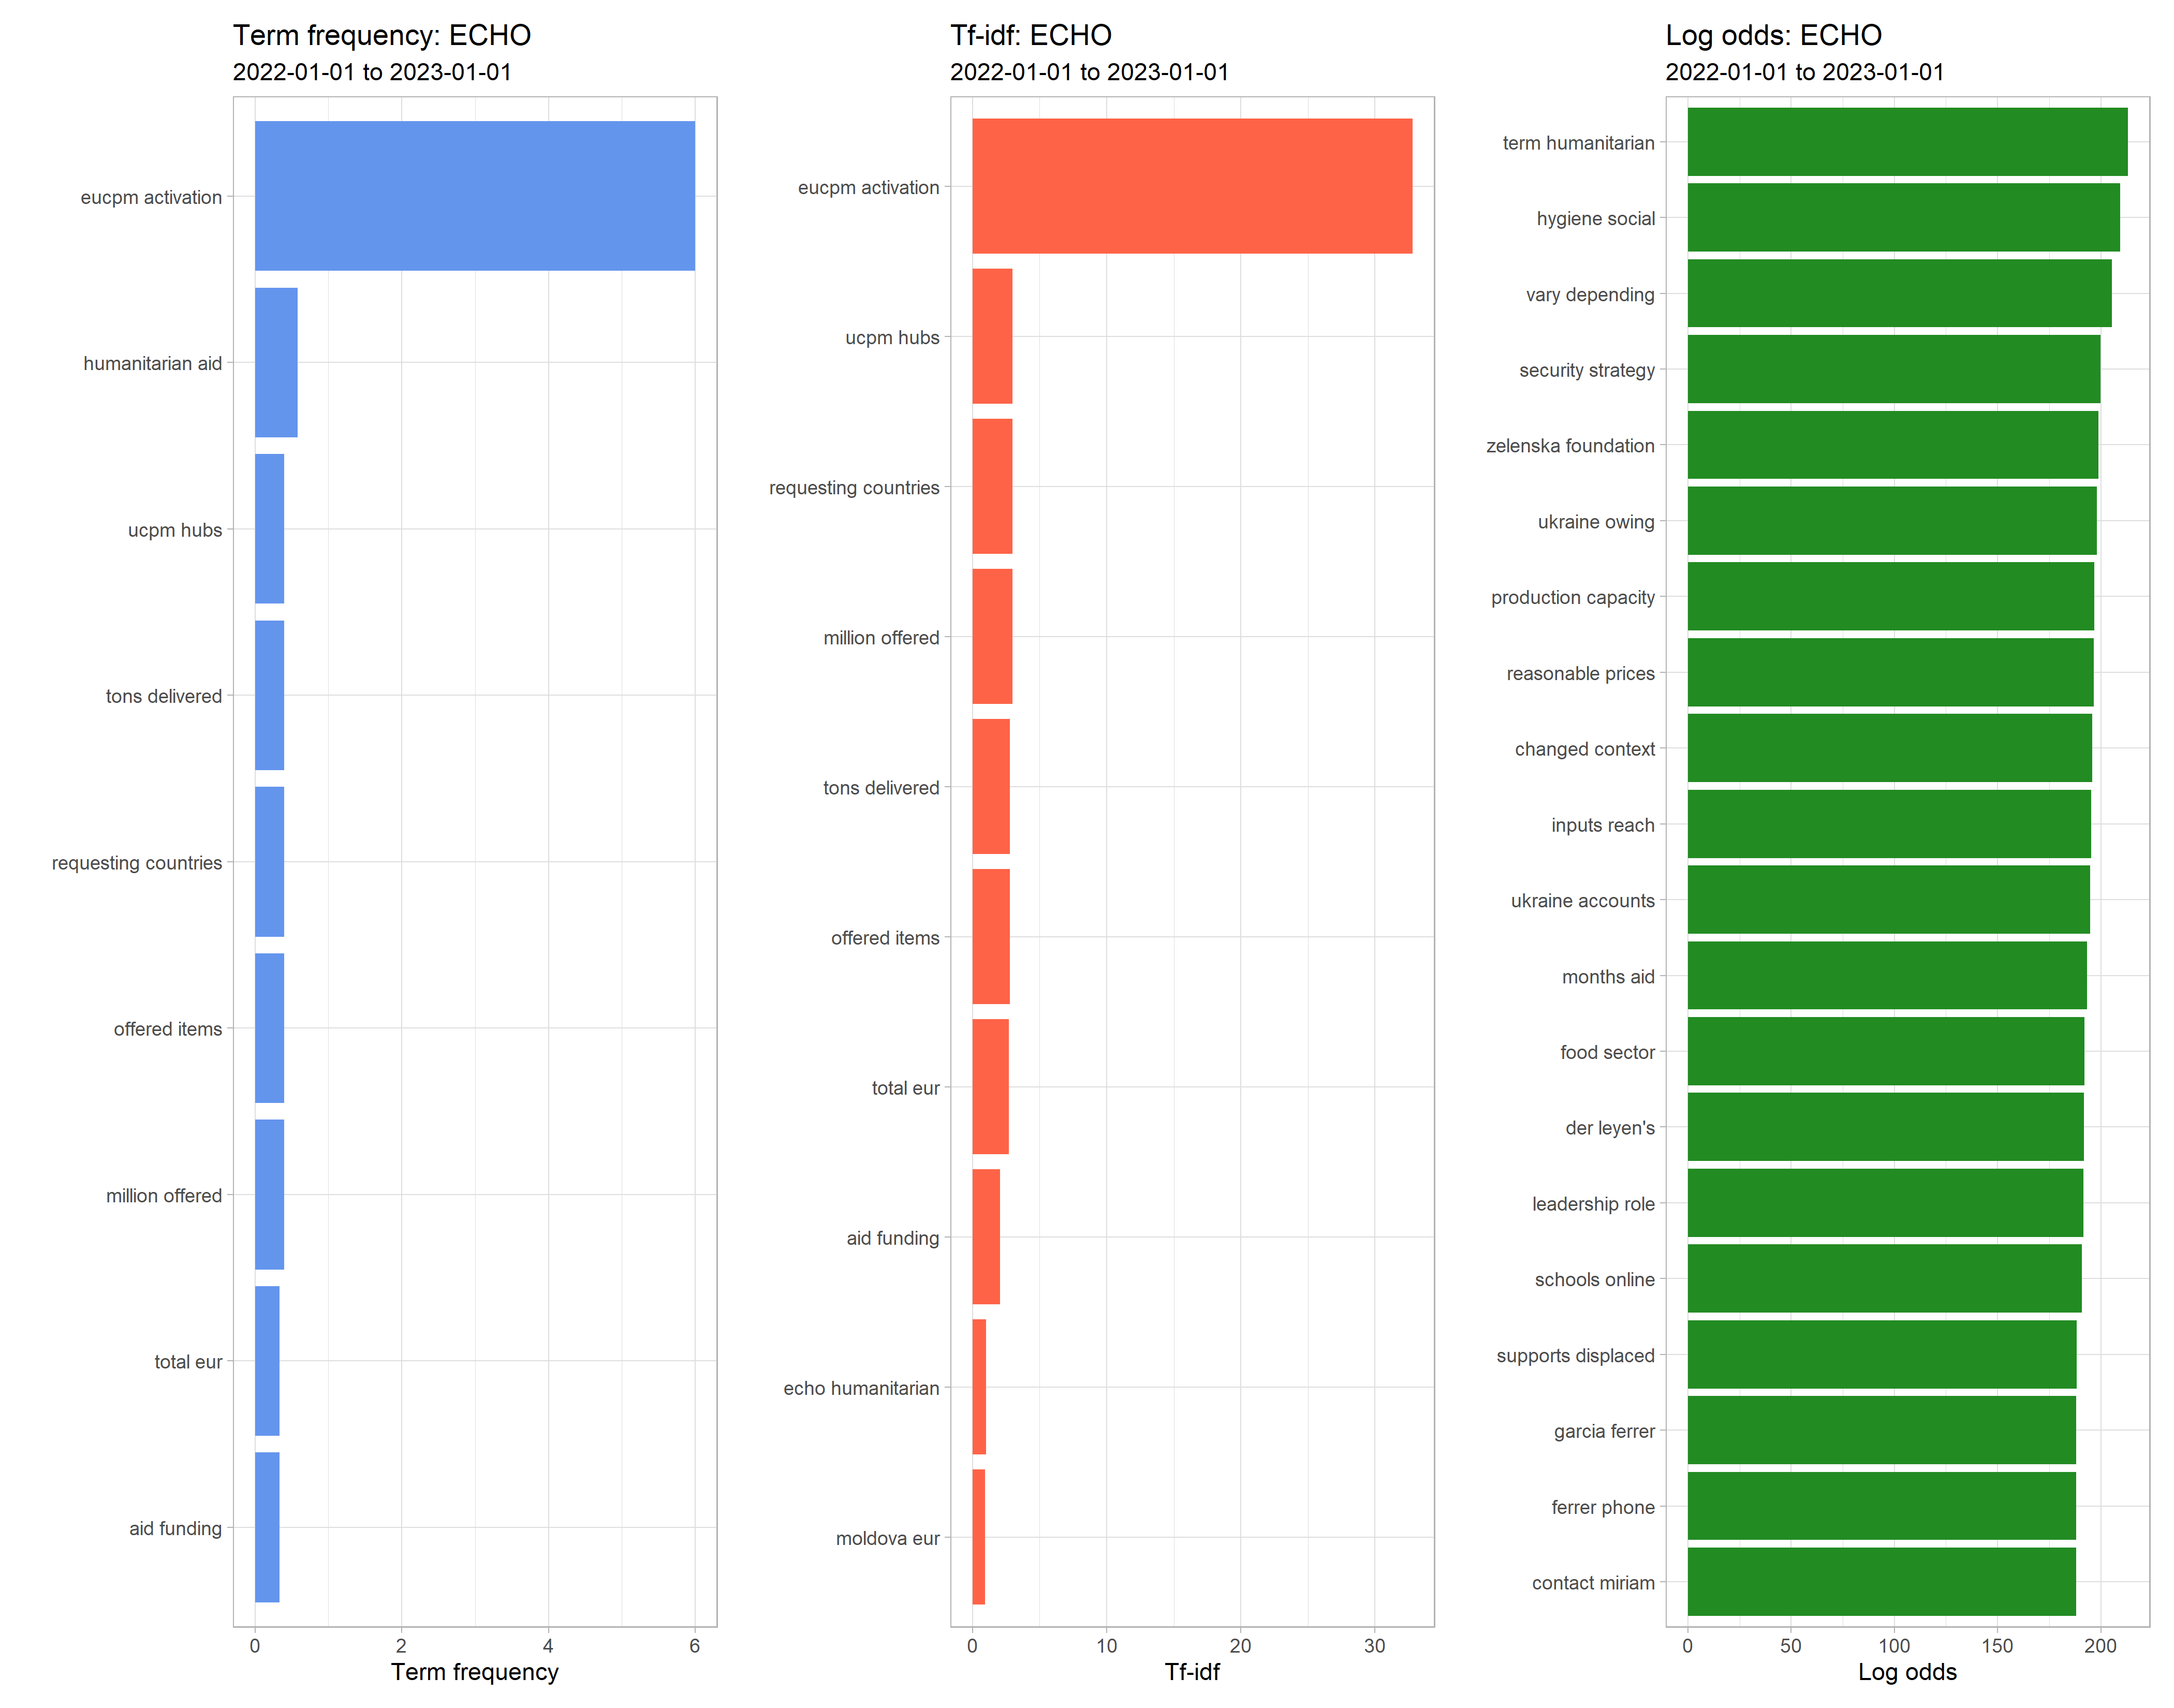 Term frequency: ECHO
2022-01-01 to 2023-01-01
eucpm activation
humanitarian aid
ucpm hubs
tons delivered
requesting countries
offered items
million offered
total eur
aid funding
0 2 4 6
Term frequency
Tf-idf: ECHO
2022-01-01 to 2023-01-01
eucpm activation
ucpm hubs
requesting countries
million offered
tons delivered
offered items
total eur
aid funding
echo humanitarian
moldova eur
0 10 20 30
Tf-idf
Log odds: ECHO
2022-01-01 to 2023-01-01
term humanitarian
hygiene social
vary depending
security strategy
zelenska foundation
ukraine owing
production capacity
reasonable prices
changed context
inputs reach
ukraine accounts
months aid
food sector
der leyen's
leadership role
schools online
supports displaced
garcia ferrer
ferrer phone
contact miriam
0 50 100 150 200
Log odds